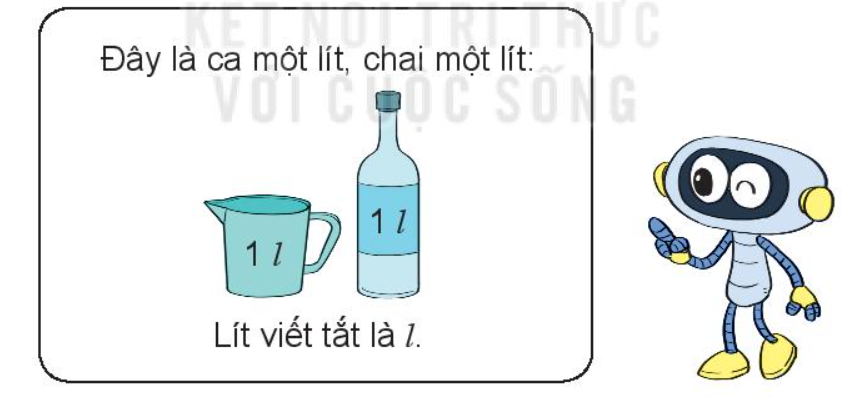 KẾT NỐI TRI THỨC
VỚI CUỘC SỐNG
Đây là ca một lít, chai một lít:
1 l
1 l
Lít viết tắt là l.